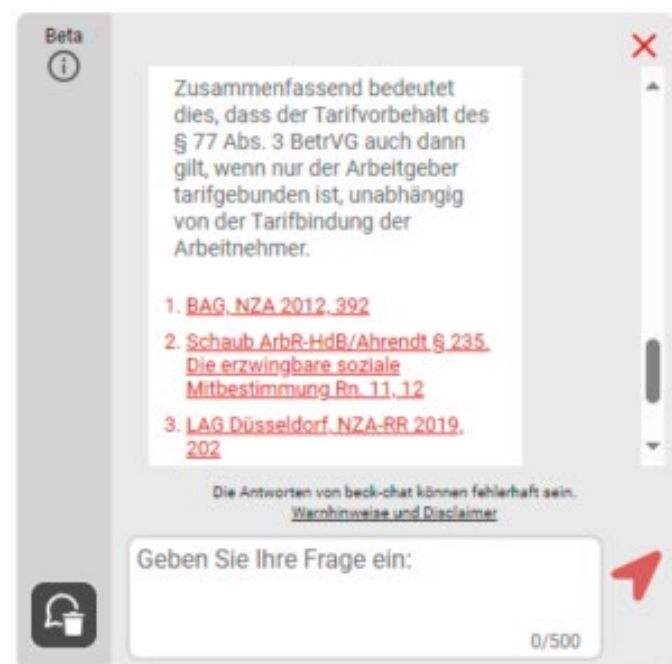 Beta
Zusammenfassend bedeutet
dies, dass der Tarifvorbehalt des
§ 77 Abs. 3 BetrVG auch dann
gilt, wenn nur der Arbeitgeber
tarifgebunden ist, unabhängig
von der Tarifbindung der
Arbeitnehmer.
1. BAG, NZA 2012, 392
2. Schaub ArbR-HdB/Ahrendt § 235.
Die erzwingbare soziale
Mitbestimmung Rn. 11, 12
3. LAG Düsseldorf, NZA-RR 2019,
202
Die Antworten von beck-chat können fehlerhaft sein.
Warnhinweise und Disclaimer
Geben Sie Ihre Frage ein:
0/500